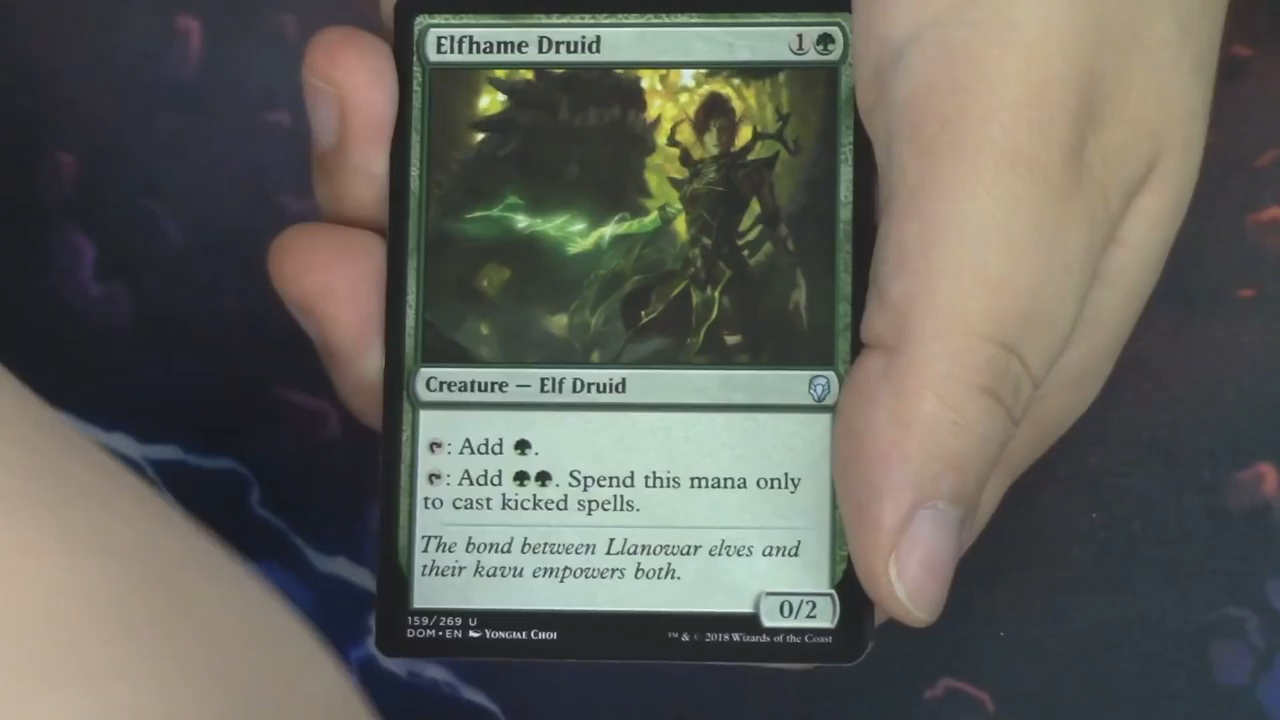 Elfhame Druid 1
Creature — Elf Druid
: Add .
: Add . Spend this mana only
to cast kicked spells.
The bond between Llanowar elves and
their kavu empowers both.
0/2
159/269 U
DOM • EN Yongjae Choi
™ & © 2018 Wizards of the Coast